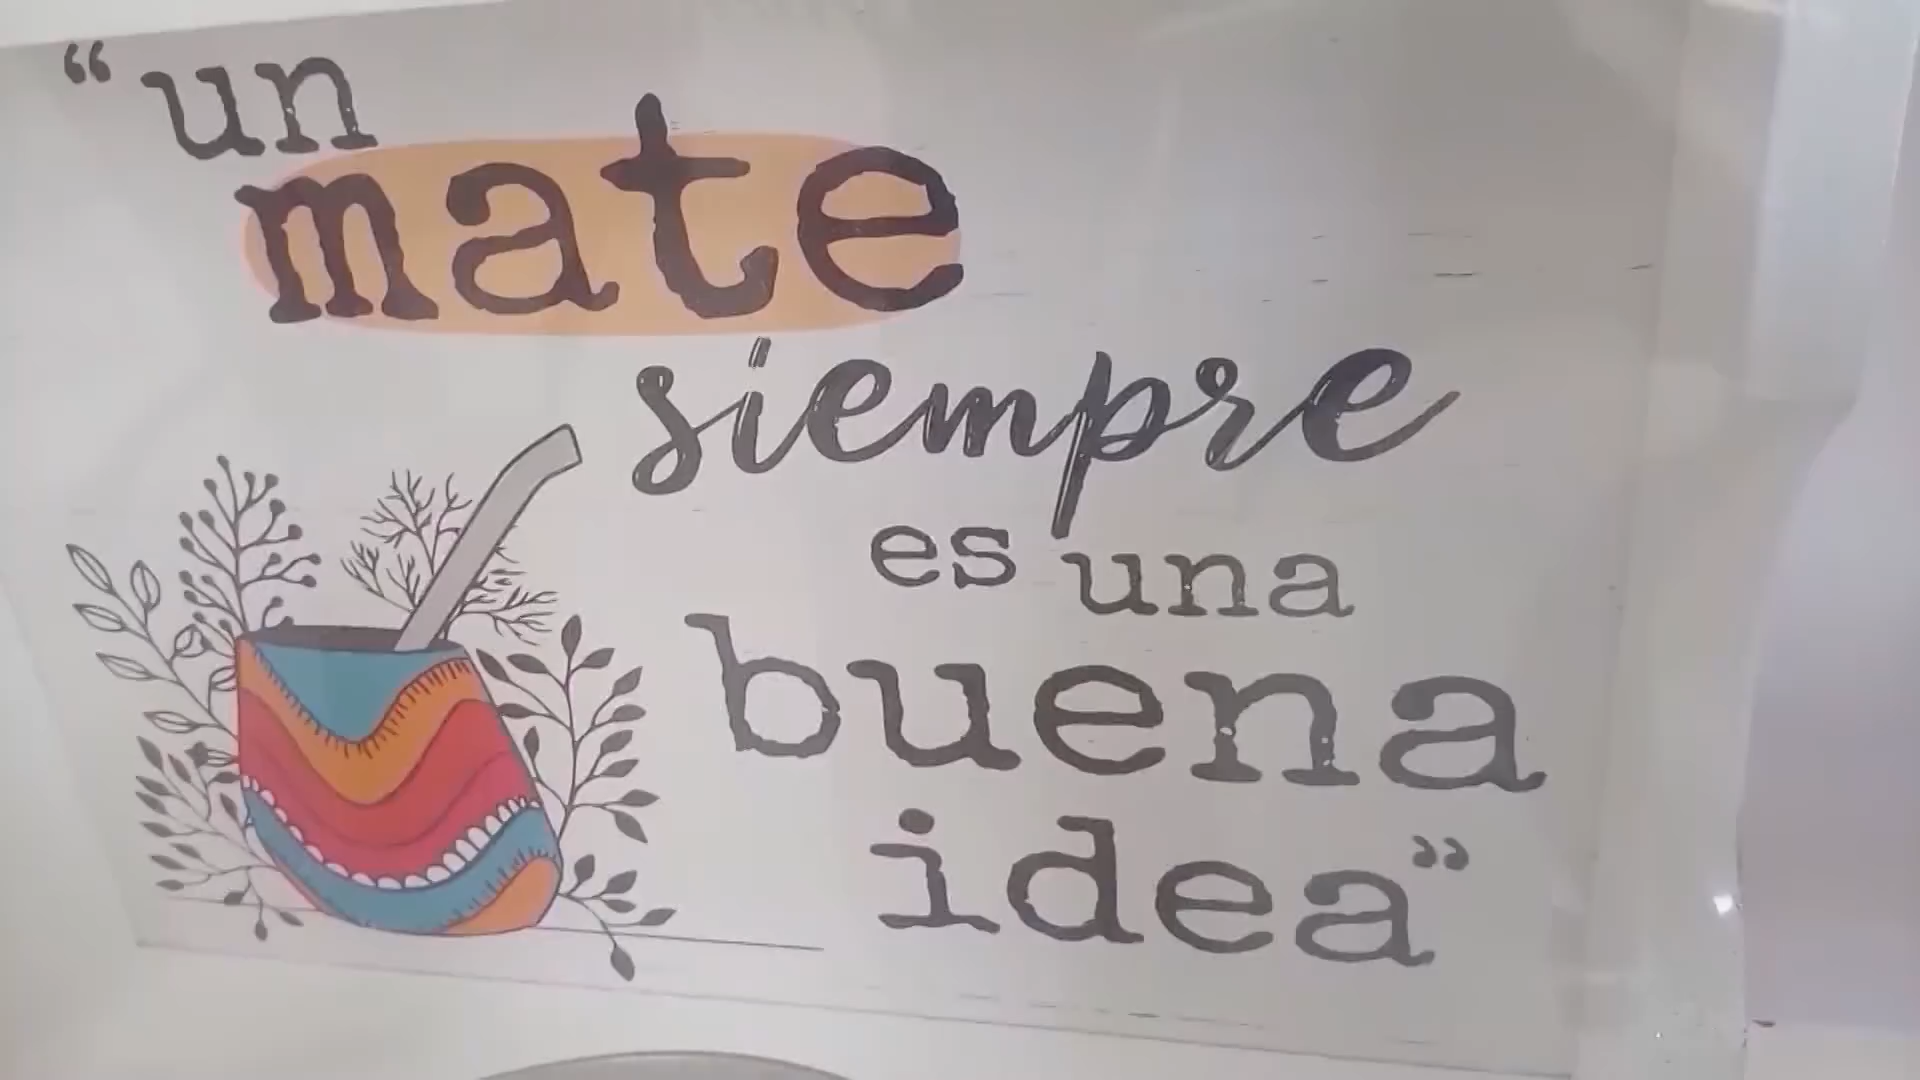 “un
mate
siempre
es una
buena
idea”